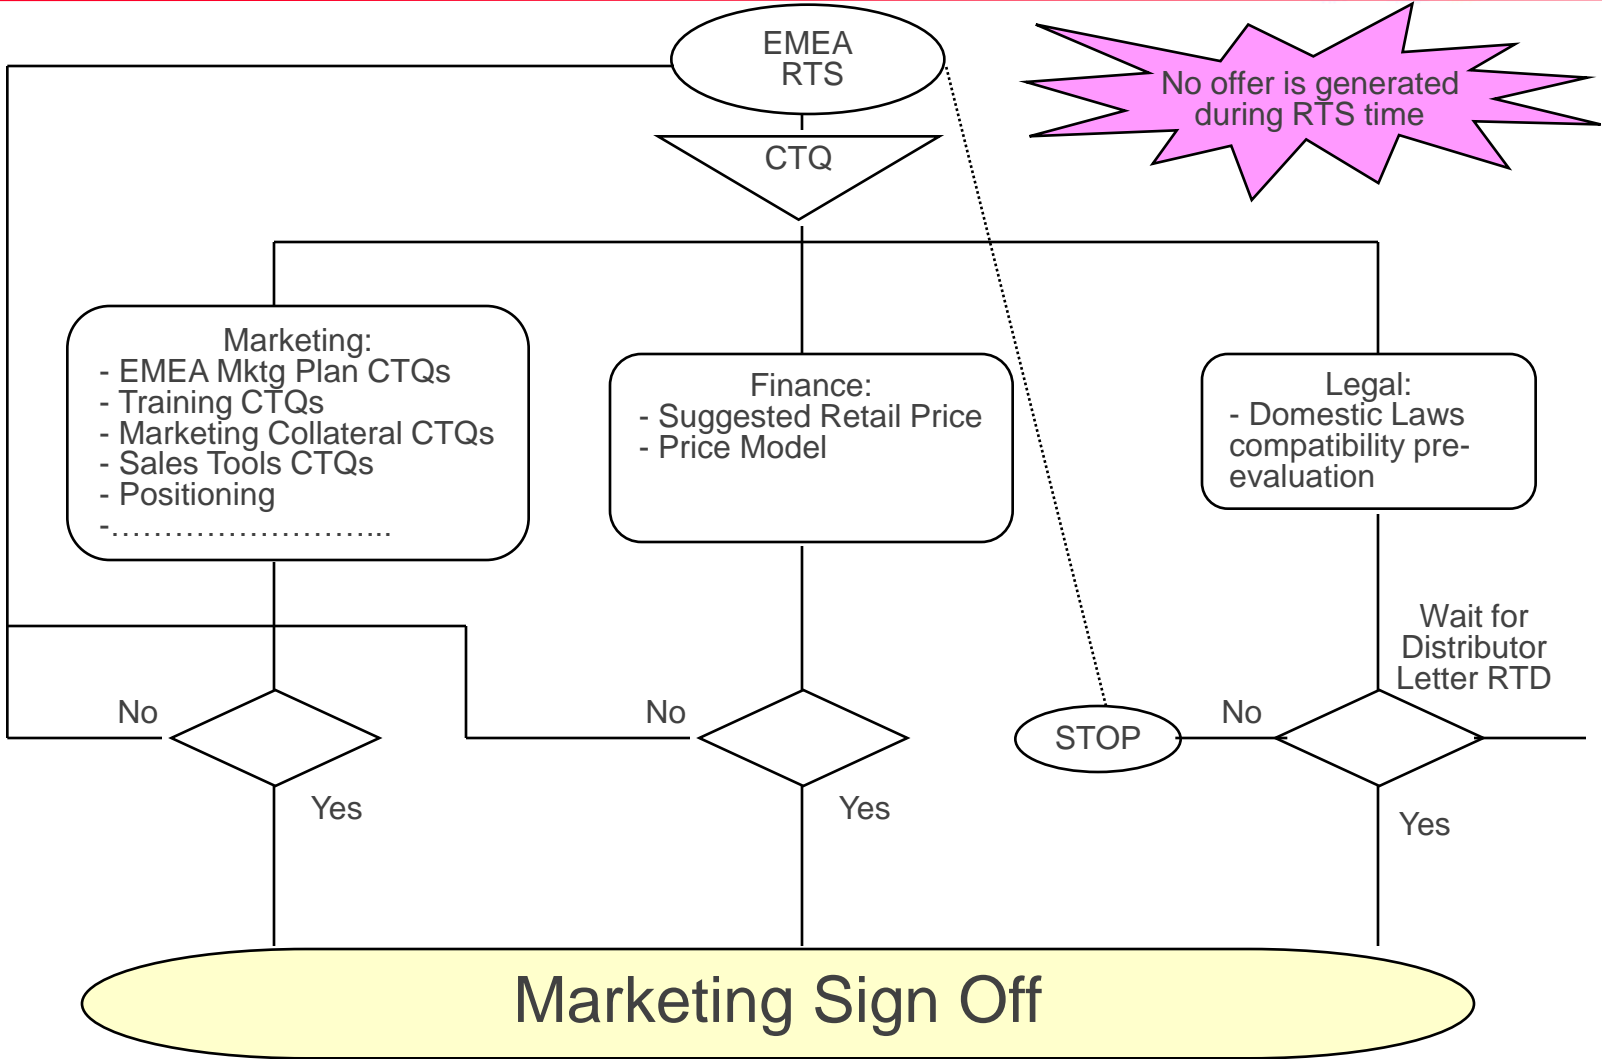 EMEA
RTS
No offer is generated
during RTS time
CTQ
Marketing:
- EMEA Mktg Plan CTQs
- Training CTQs
- Marketing Collateral CTQs
- Sales Tools CTQs
- Positioning
-………………………...
Finance:
- Suggested Retail Price
- Price Model
Legal:
- Domestic Laws
compatibility pre-
evaluation
Wait for
Distributor
Letter RTD
No
No
STOP
No
Yes
Yes
Yes
Marketing Sign Off